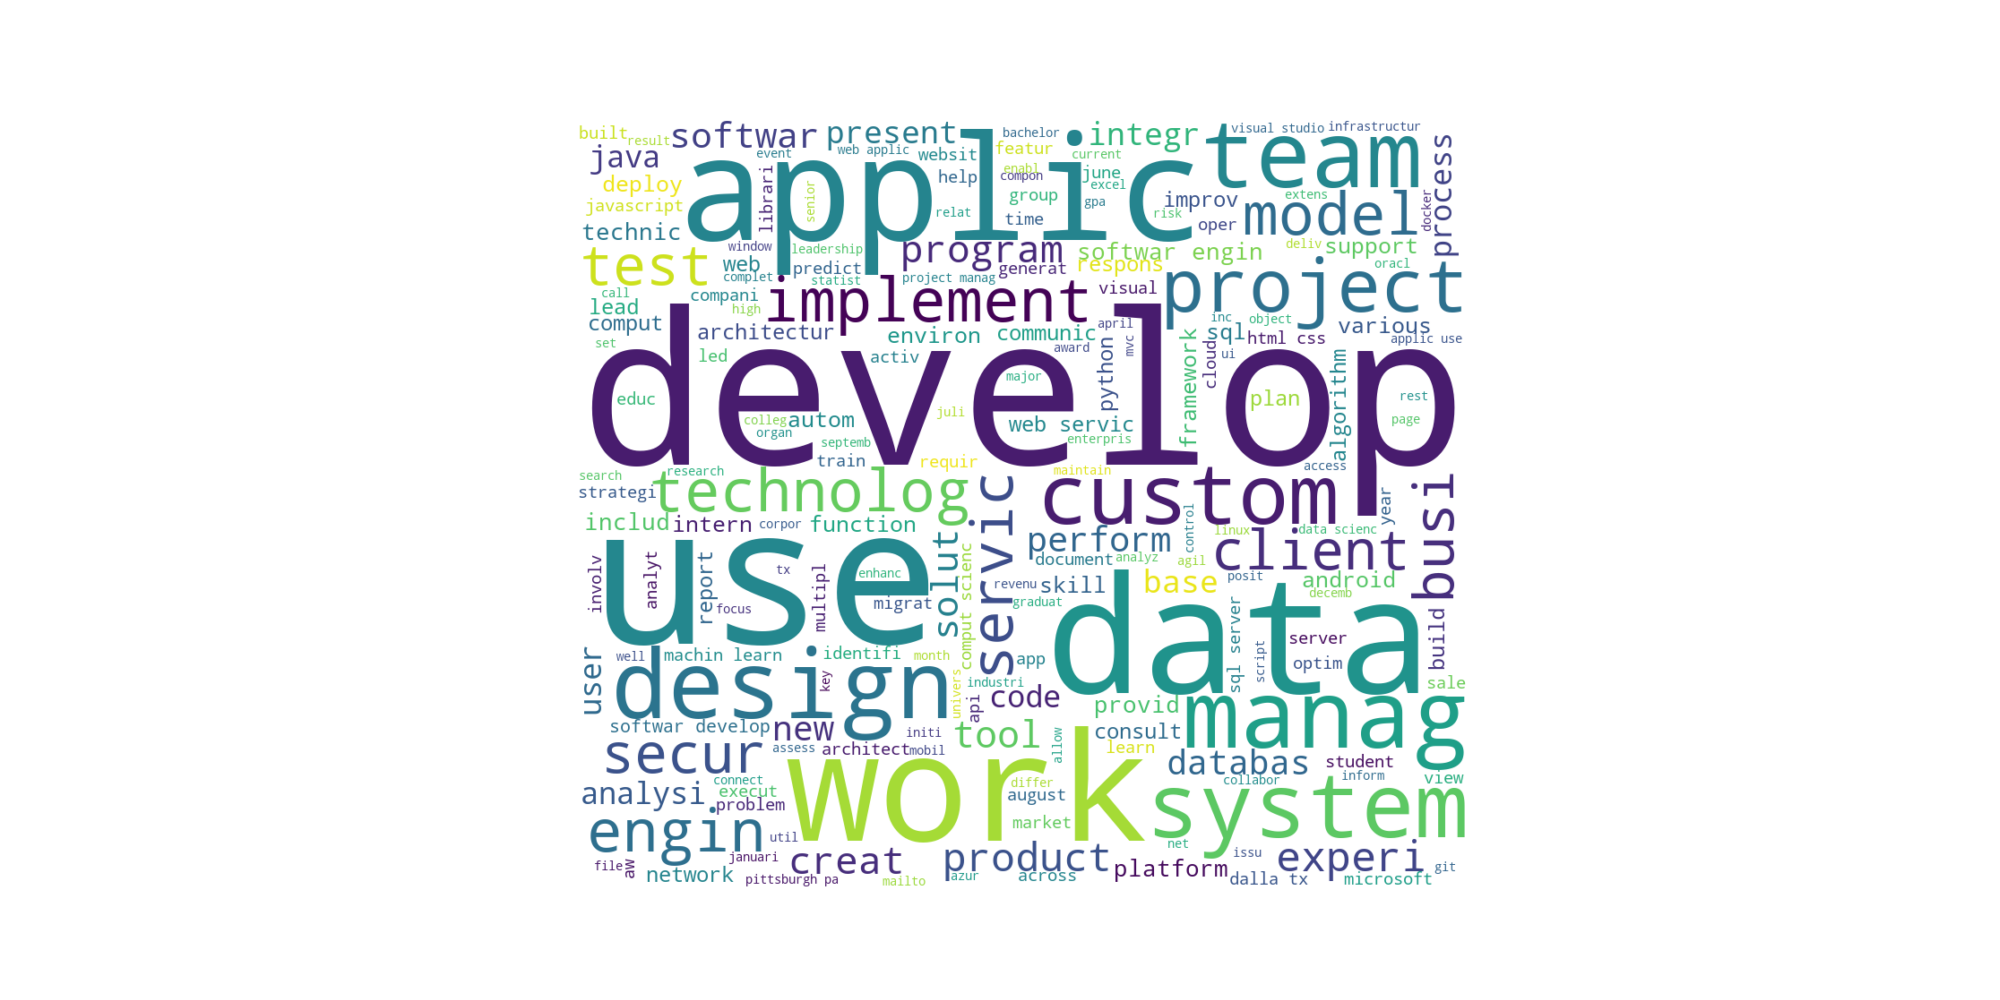 built
result
softwar
present
bachelor
integr
visual studio
infrastructur
java
event
web applic
websit
featur
current
applic
team
process
deploy
librari
senior
help
enabl
compon
june
excel
group
gpa
improv
extens
model
docker
javascript
relat
time
risk
oper
technic
window
leadership
program
softwar engin
deliv
support
test
web
complet
predict
statist
project manag
generat
respons
oracl
project
call
compani
high
implement
visual
lead
comput
architectur
environ
communic
april
inc
object
sql
various
html css
applic use
set
led
activ
award
mvc
cloud
ui
develop
python
framework
algorithm
major
educ
plan
rest
colleg
autom
juli
web servic
page
organ
septemb
enterpris
train
requir
maintain
access
search
research
strategi
technolog
custom
busi
year
includ
intern
corpor
function
servic
perform
control
linux
data scienc
client
use
solut
document
analyz
agil
involv
analyt
report
tx
multipl
enhanc
comput scienc
revenu
skill
base
posit
android
decemb
focus
migrat
graduat
data
sql server
server
build
user
well
machin learn
identifi
month
app
script
optim
design
key
univers
industri
api
code
provid
manag
sale
softwar develop
new
initi
tool
allow
consult
secur
assess
architect
mobil
work
learn
databas
student
connect
differ
collabor
inform
view
analysi
execut
problem
august
system
engin
util
market
net
issu
file
aw
januari
creat
product
platform
experi
git
network
pittsburgh pa
mailto
azur
across
dalla tx
microsoft